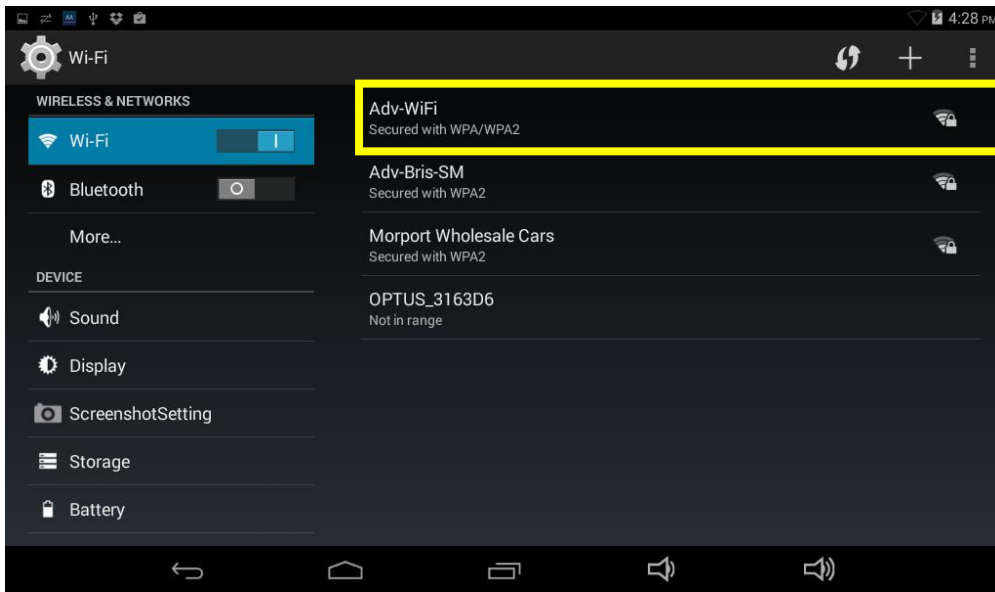 4:28 PM
Wi-Fi
WIRELESS & NETWORKS
Wi-Fi
Bluetooth
More...
DEVICE
Sound
Display
ScreenshotSetting
Storage
Battery
Adv-WiFi
Secured with WPA/WPA2
Adv-Bris-SM
Secured with WPA2
Morport Wholesale Cars
Secured with WPA2
OPTUS_3163D6
Not in range